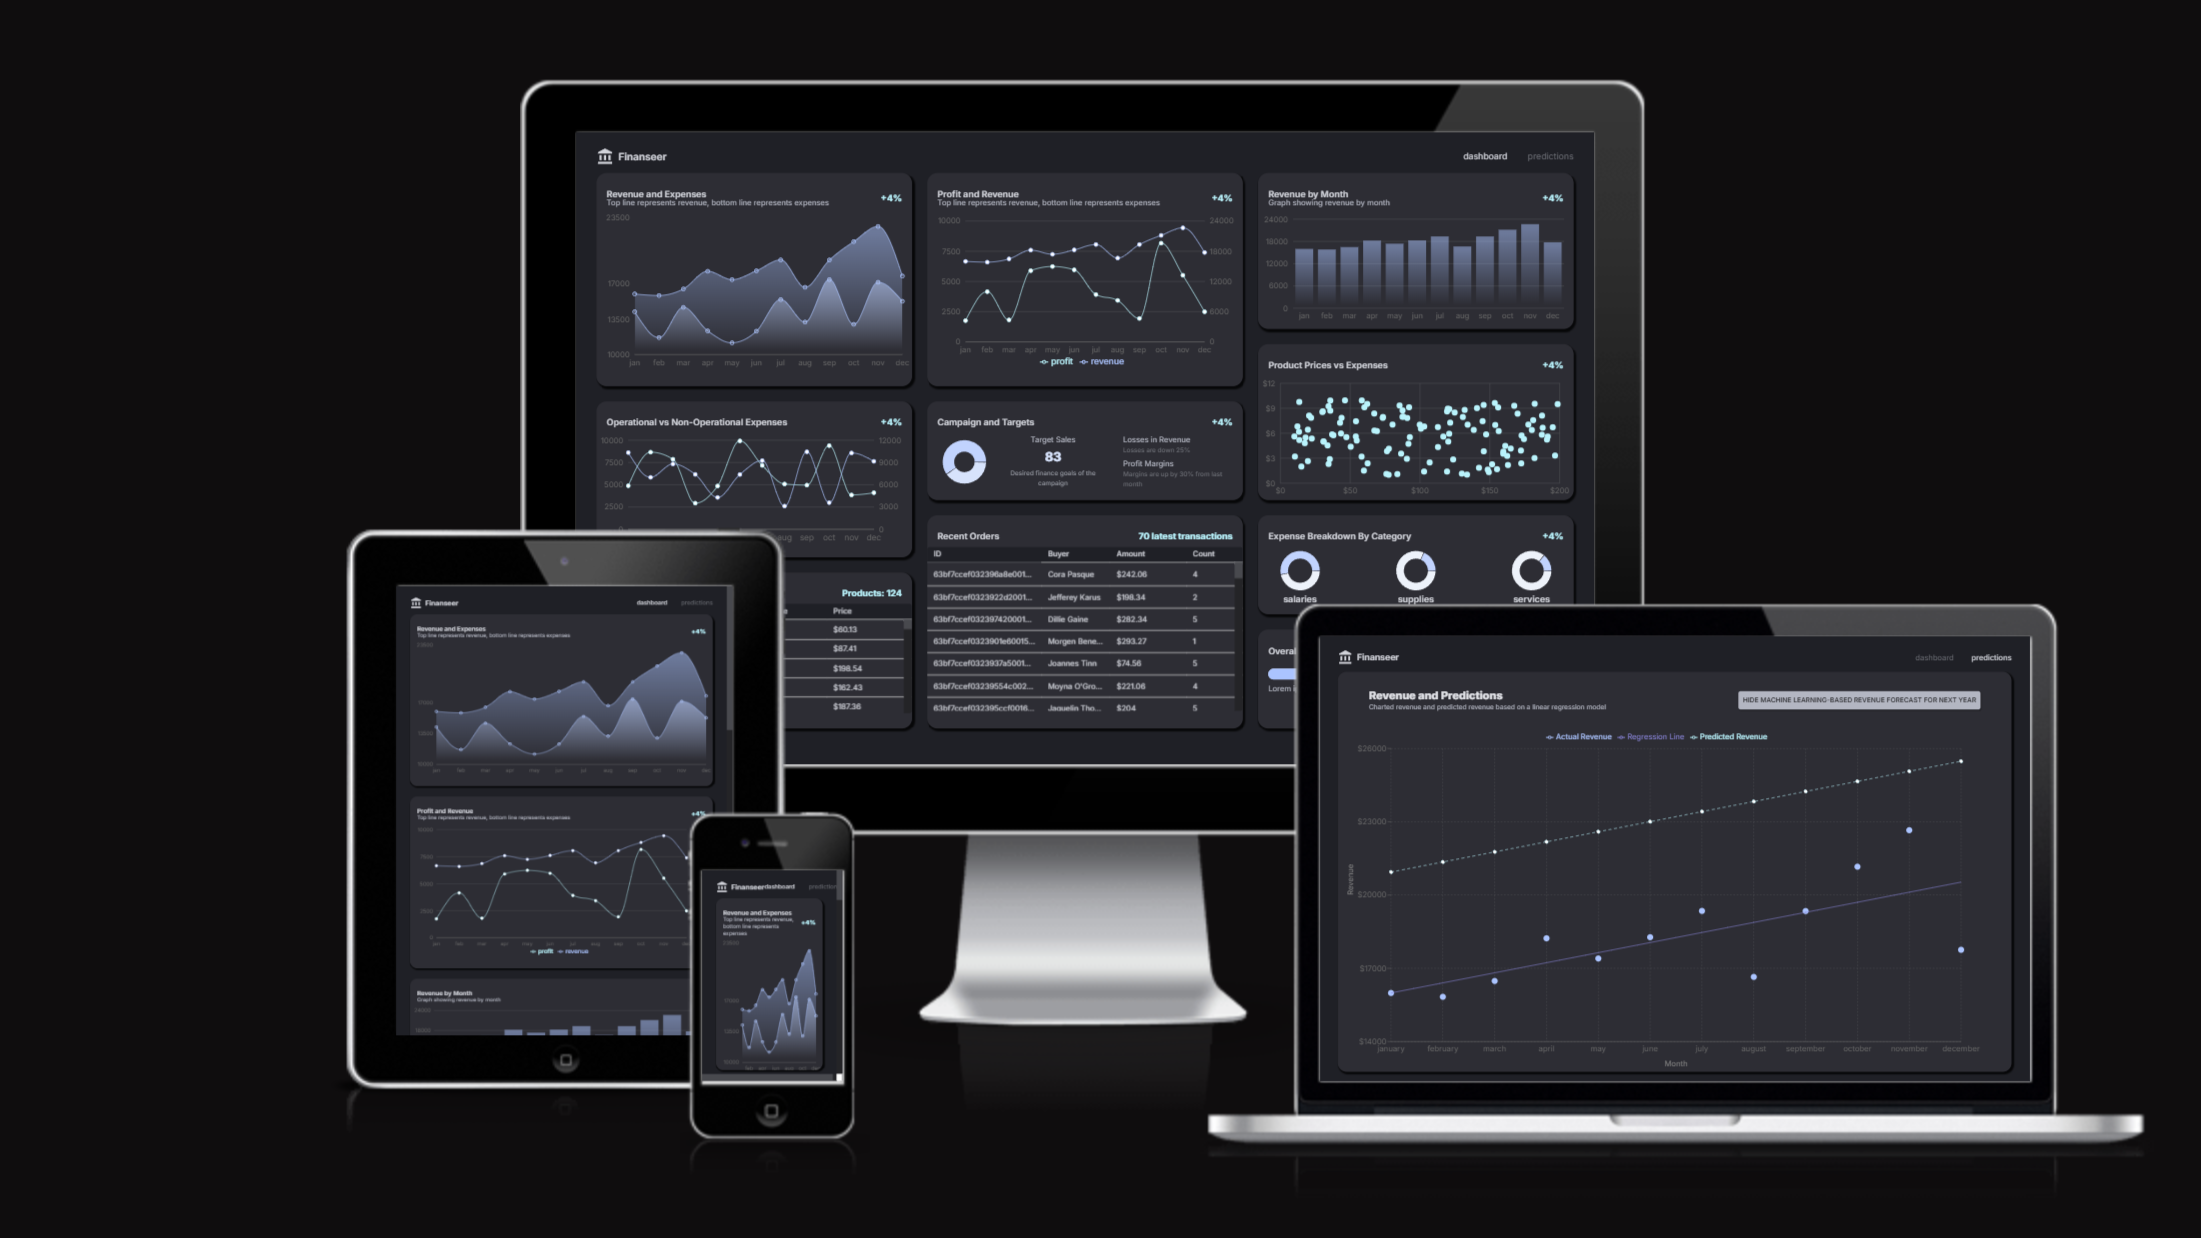 Finanseer
dashboard predictions
Revenue and Expenses
Top line represents revenue, bottom line represents expenses
+4%
23500
17000
13500
10000
jan feb mar apr may jun jul aug sep oct nov dec
Profit and Revenue
Top line represents revenue, bottom line represents expenses
+4%
10000 24000
7500 18000
5000 12000
2500 6000
0 0
jan feb mar apr may jun jul aug sep oct nov dec
profit revenue
Revenue by Month
Graph showing revenue by month
+4%
24000
18000
12000
6000
0
jan feb mar apr may jun jul aug sep oct nov dec
Operational vs Non-Operational Expenses
+4%
10000 12000
7500 9000
5000 6000
2500 3000
0
aug sep oct nov dec
Campaign and Targets
+4%
Target Sales
83
Desired finance goals of the
campaign
Losses in Revenue
Losses are down 25%
Profit Margins
Margins are up by 30% from last
month
Product Prices vs Expenses
+4%
$12
$9
$6
$3
$0
$0 $50 $100 $150 $200
Products: 124
Price
$60.13
$87.41
$198.54
$162.43
$187.36
Recent Orders
70 latest transactions
ID Buyer Amount Count
63bf7ccef032396a8e001... Cora Pasque $242.06 4
63bf7ccef0323922d2001... Jefferey Karus $198.34 2
63bf7ccef032397420001... Dillie Gaine $282.34 5
63bf7ccef0323901e60015... Morgen Bene... $293.27 1
63bf7ccef0323937a5001... Joannes Tinn $74.56 5
63bf7ccef03239554c002... Moyna O'Gro... $221.06 4
63bf7ccef032395ccf0016... Jaquelin Tho... $204 5
Expense Breakdown By Category
+4%
salaries supplies services
Overal
Lorem
Finanseer
dashboard predictions
Revenue and Expenses
Top line represents revenue, bottom line represents expenses
+4%
Profit and Revenue
Top line represents revenue, bottom line represents expenses
+4%
profit revenue
Revenue by Month
Graph showing revenue by month
Finanseer dashboard prediction
Revenue and Expenses
Top line represents revenue,
bottom line represents
expenses
+4%
Finanseer
dashboard predictions
Revenue and Predictions
Charted revenue and predicted revenue based on a linear regression model
HIDE MACHINE LEARNING-BASED REVENUE FORECAST FOR NEXT YEAR
Actual Revenue Regression Line Predicted Revenue
$26000
$23000
$20000
$17000
$14000
Revenue
january february march april may june july august september october november december
Month